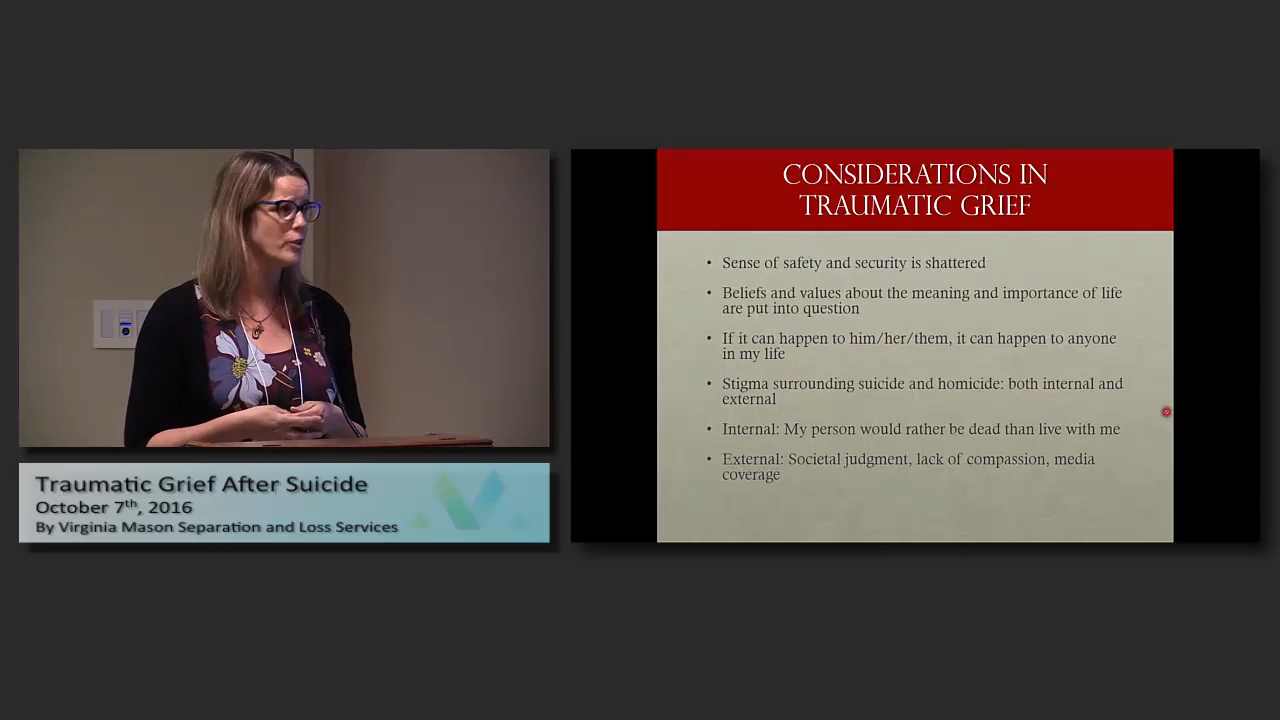 Traumatic Grief After Suicide
October 7th, 2016
By Virginia Mason Separation and Loss Services
CONSIDERATIONS IN
TRAUMATIC GRIEF
• Sense of safety and security is shattered
• Beliefs and values about the meaning and importance of life
are put into question
• If it can happen to him/her/them, it can happen to anyone
in my life
• Stigma surrounding suicide and homicide: both internal and
external
• Internal: My person would rather be dead than live with me
• External: Societal judgment, lack of compassion, media
coverage